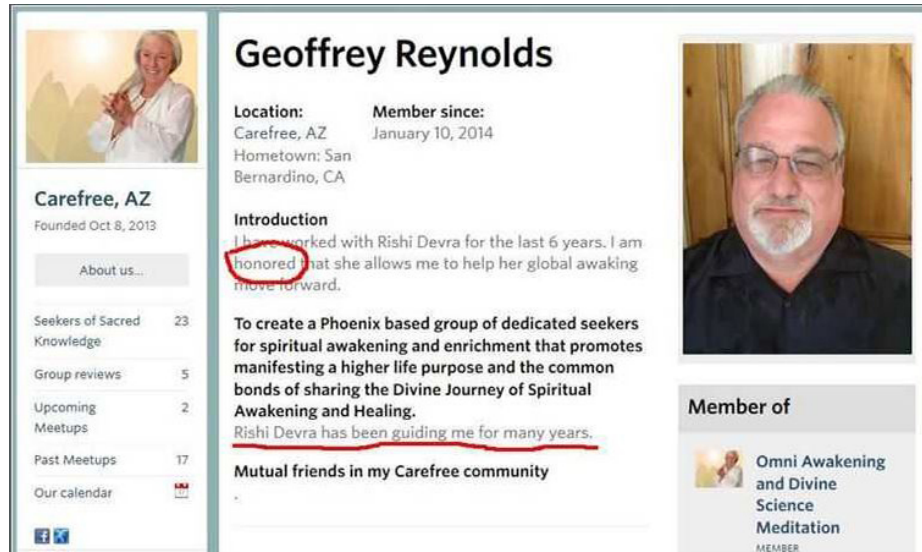 Carefree, AZ
Founded Oct 8, 2013
About us...
Seekers of Sacred 23
Knowledge
Group reviews 5
Upcoming 2
Meetups
Past Meetups 17
Our calendar
Geoffrey Reynolds
Location: Member since:
Carefree, AZ January 10, 2014
Hometown: San
Bernardino, CA
Introduction
I have worked with Rishi Devra for the last 6 years. I am
honored that she allows me to help her global awaking
move forward.
To create a Phoenix based group of dedicated seekers
for spiritual awakening and enrichment that promotes
manifesting a higher life purpose and the common
bonds of sharing the Divine Journey of Spiritual
Awakening and Healing.
Rishi Devra has been guiding me for many years.
Mutual friends in my Carefree community
.
Member of
Omni Awakening
and Divine
Science
Meditation
MEMBER